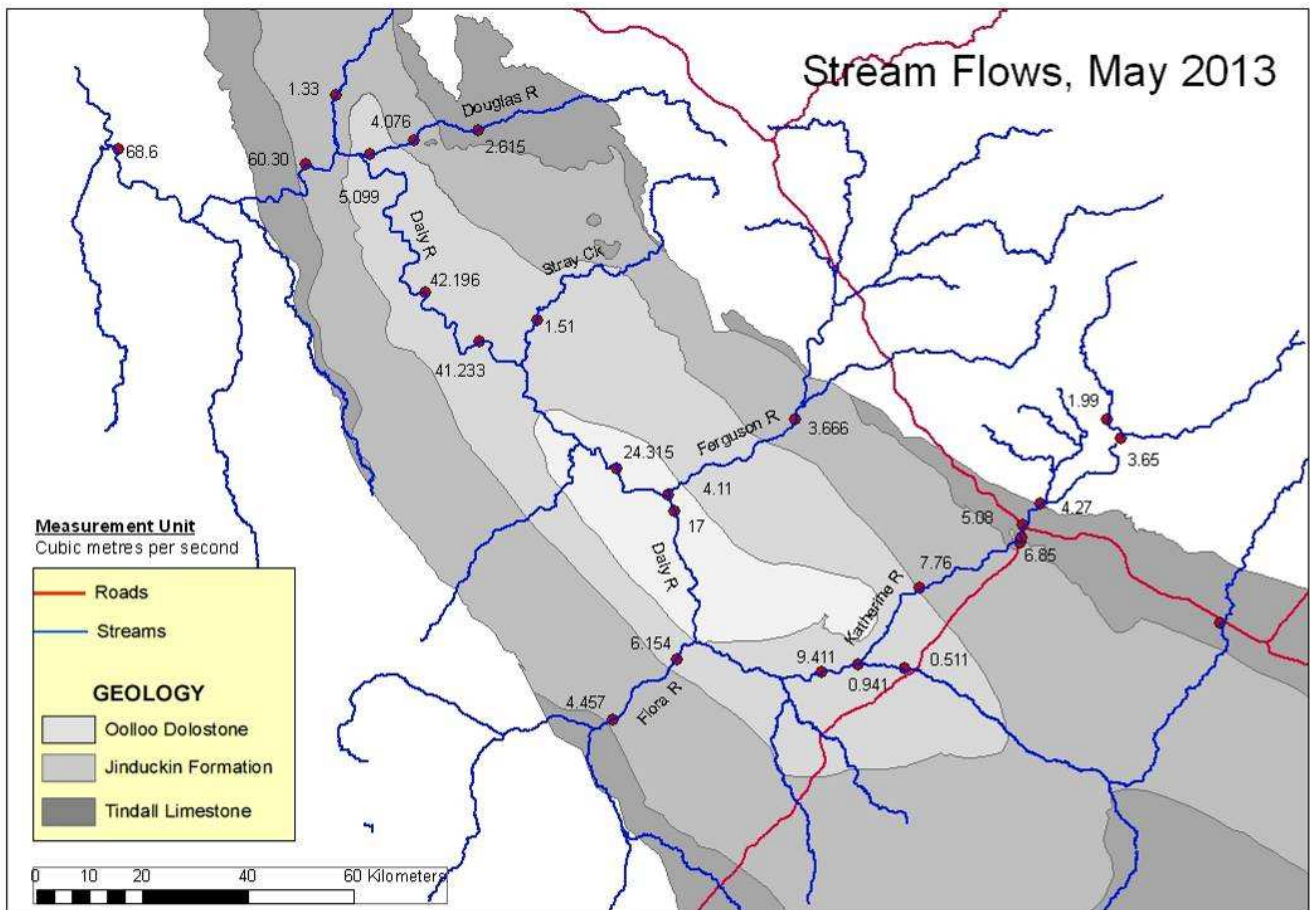 Stream Flows, May 2013
1.33
Douglas R
4.076
2.615
68.6
60.30
5.099
Daly R
Stray Ck
42.196
1.51
41.233
1.99
Ferguson R
3.666
3.65
24.315
4.11
4.27
17
5.08
6.85
Measurement Unit
Cubic metres per second
Daly R
7.76
Katherine R
Roads
Streams
6.154
9.411
0.511
0.941
Flora R
4.457
GEOLOGY
Oolloo Dolostone
Jinduckin Formation
Tindall Limestone
0 10 20 40 60 Kilometers